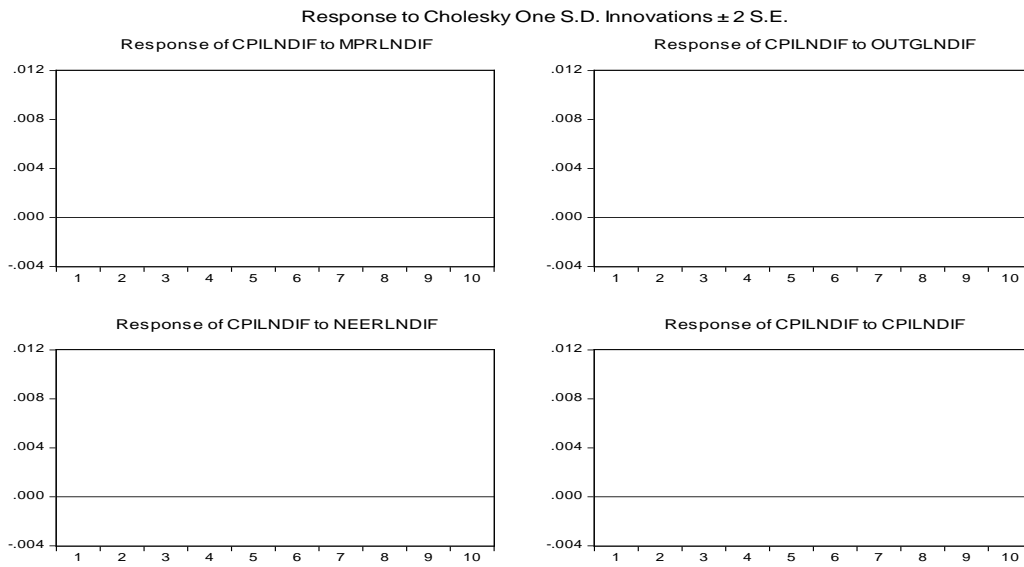 Response to Cholesky One S.D. Innovations ± 2 S.E.
Response of CPILNDIF to MPRLNDIF
.012
.008
.004
.000
-.004
1 2 3 4 5 6 7 8 9 10
Response of CPILNDIF to OUTGLNDIF
.012
.008
.004
.000
-.004
1 2 3 4 5 6 7 8 9 10
Response of CPILNDIF to NEERLNDIF
.012
.008
.004
.000
-.004
1 2 3 4 5 6 7 8 9 10
Response of CPILNDIF to CPILNDIF
.012
.008
.004
.000
-.004
1 2 3 4 5 6 7 8 9 10